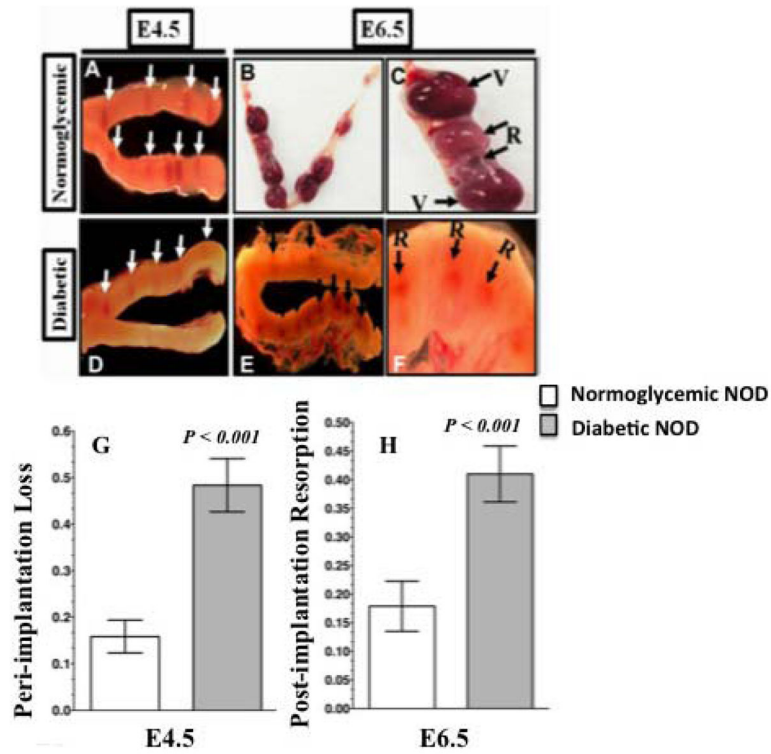 E4.5 E6.5
Normoglycemic
A
B
C
V
R
V
Diabetic
D
E
R R R
F
Normoglycemic NOD
Diabetic NOD
G
P < 0.001
Peri-implantation Loss
0.6
0.5
0.4
0.3
0.2
0.1
0.0
E4.5
H
P < 0.001
Post-implantation Resorption
0.50
0.45
0.40
0.35
0.30
0.25
0.20
0.15
0.10
0.05
0.00
E6.5